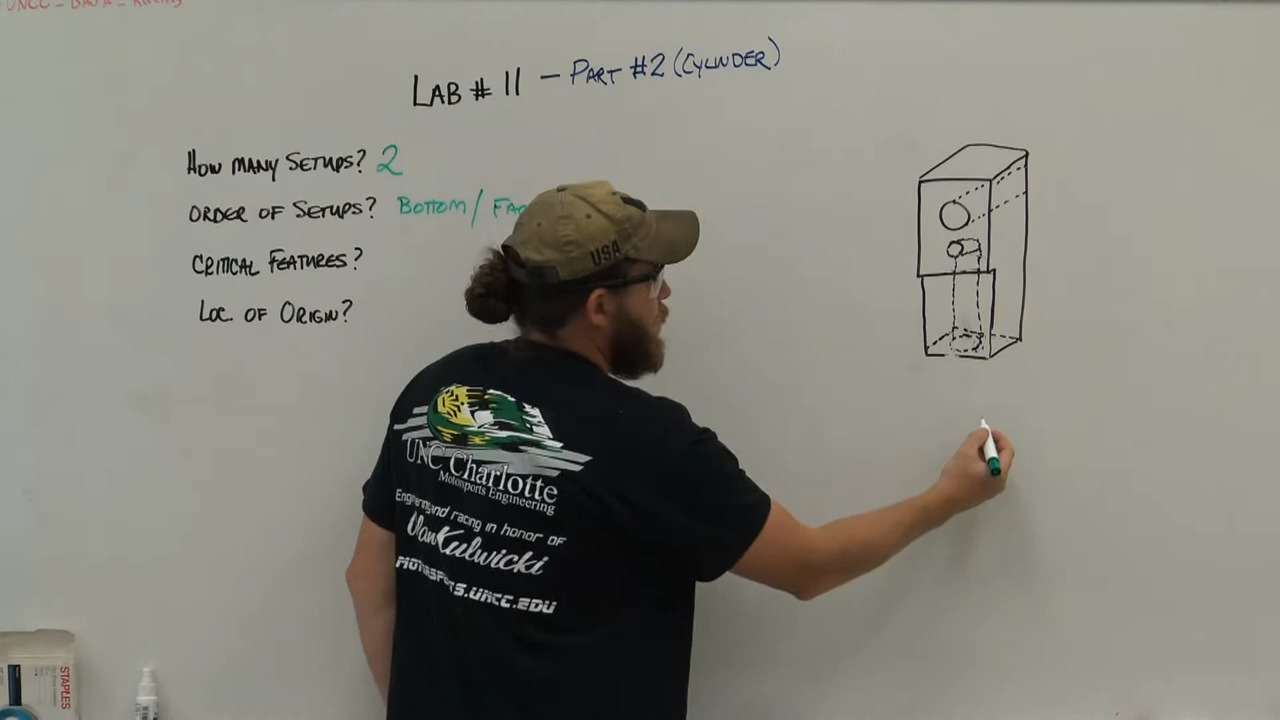 UNCC_BAJA_Racing
LAB # 11 — PART #2 (CYLINDER)
HOW MANY SETUPS? 2
ORDER OF SETUPS? BOTTOM /
CRITICAL FEATURES?
LOC. OF ORIGIN?
USA
UNC Charlotte
Motorsports Engineering
Engineering and racing in honor of
Kulwicki
MOTORSPORTS.UNCC.EDU
STAPLES